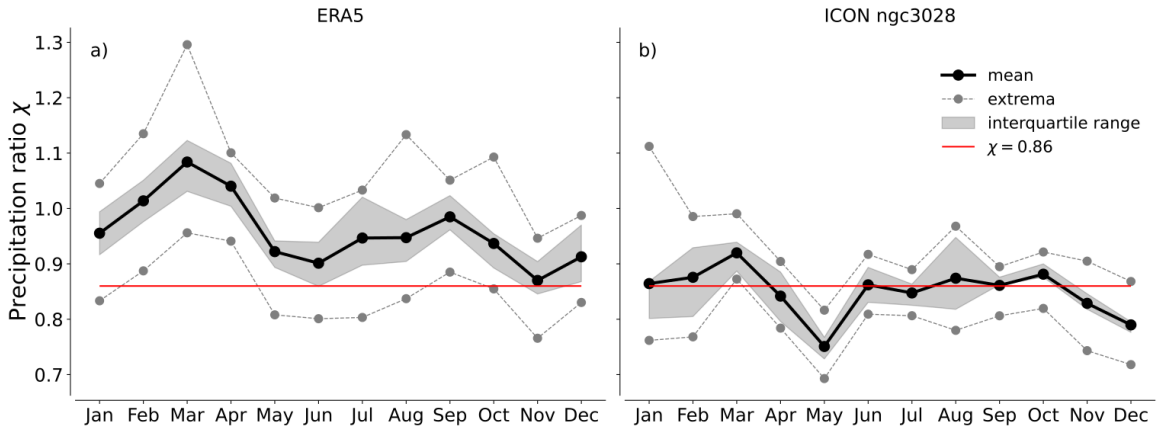 ERA5
ICON ngc3028
Precipitation ratio χ
a)
b)
1.3
1.2
1.1
1.0
0.9
0.8
0.7
mean
extrema
interquartile range
χ = 0.86
Jan Feb Mar Apr May Jun Jul Aug Sep Oct Nov Dec
Jan Feb Mar Apr May Jun Jul Aug Sep Oct Nov Dec